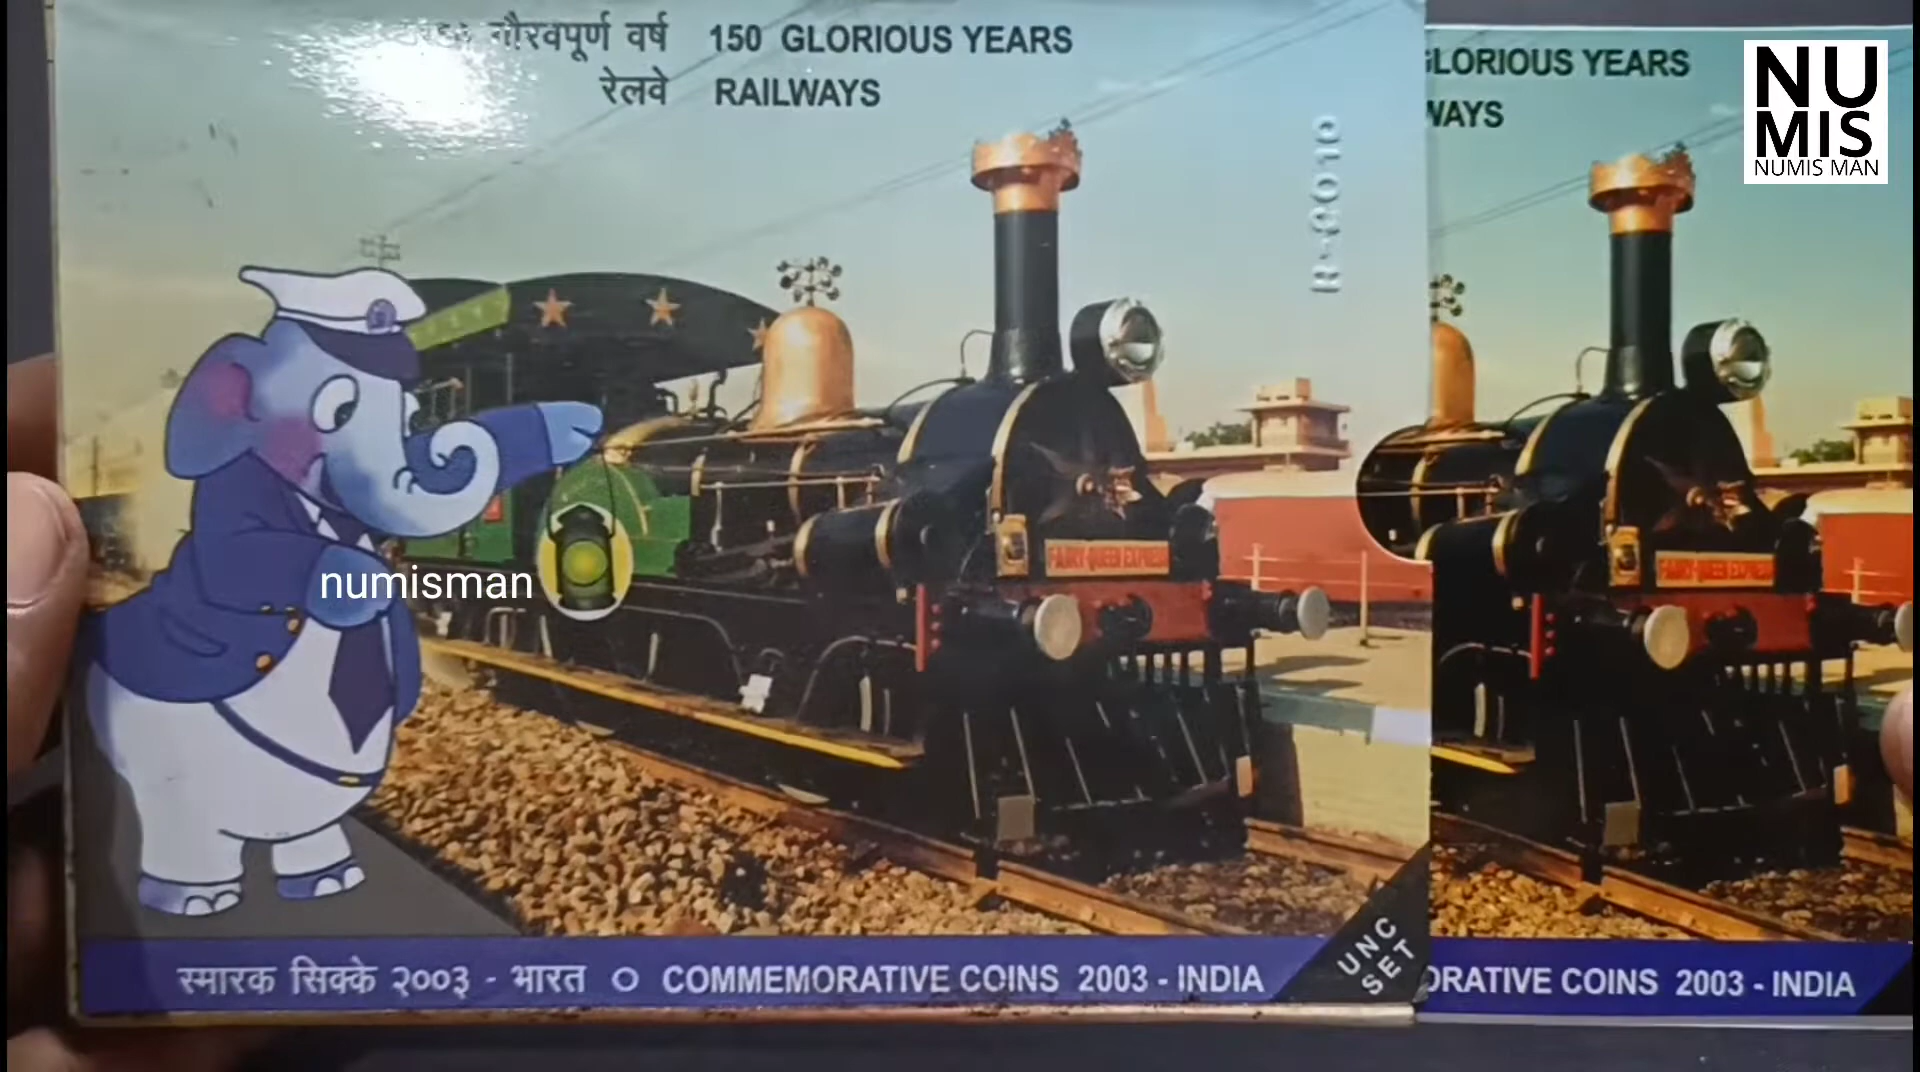 गौरवपूर्ण वर्ष 150 GLORIOUS YEARS
रेलवे RAILWAYS
GLORIOUS YEARS
WAYS
NU
MIS
NUMIS MAN
FAIRY QUEEN EXPRESS
numisman
स्मारक सिक्के २००३ - भारत O COMMEMORATIVE COINS 2003 - INDIA
UNC
SET
ORATIVE COINS 2003 - INDIA